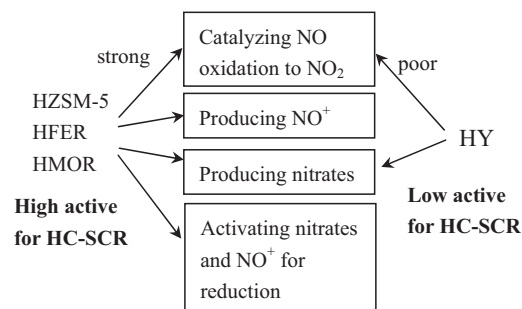 Catalyzing NO
oxidation to NO₂
strong
poor
HZSM-5
HFER
HMOR
Producing NO⁺
HY
Producing nitrates
High active
for HC-SCR
Low active
for HC-SCR
Activating nitrates
and NO⁺ for
reduction